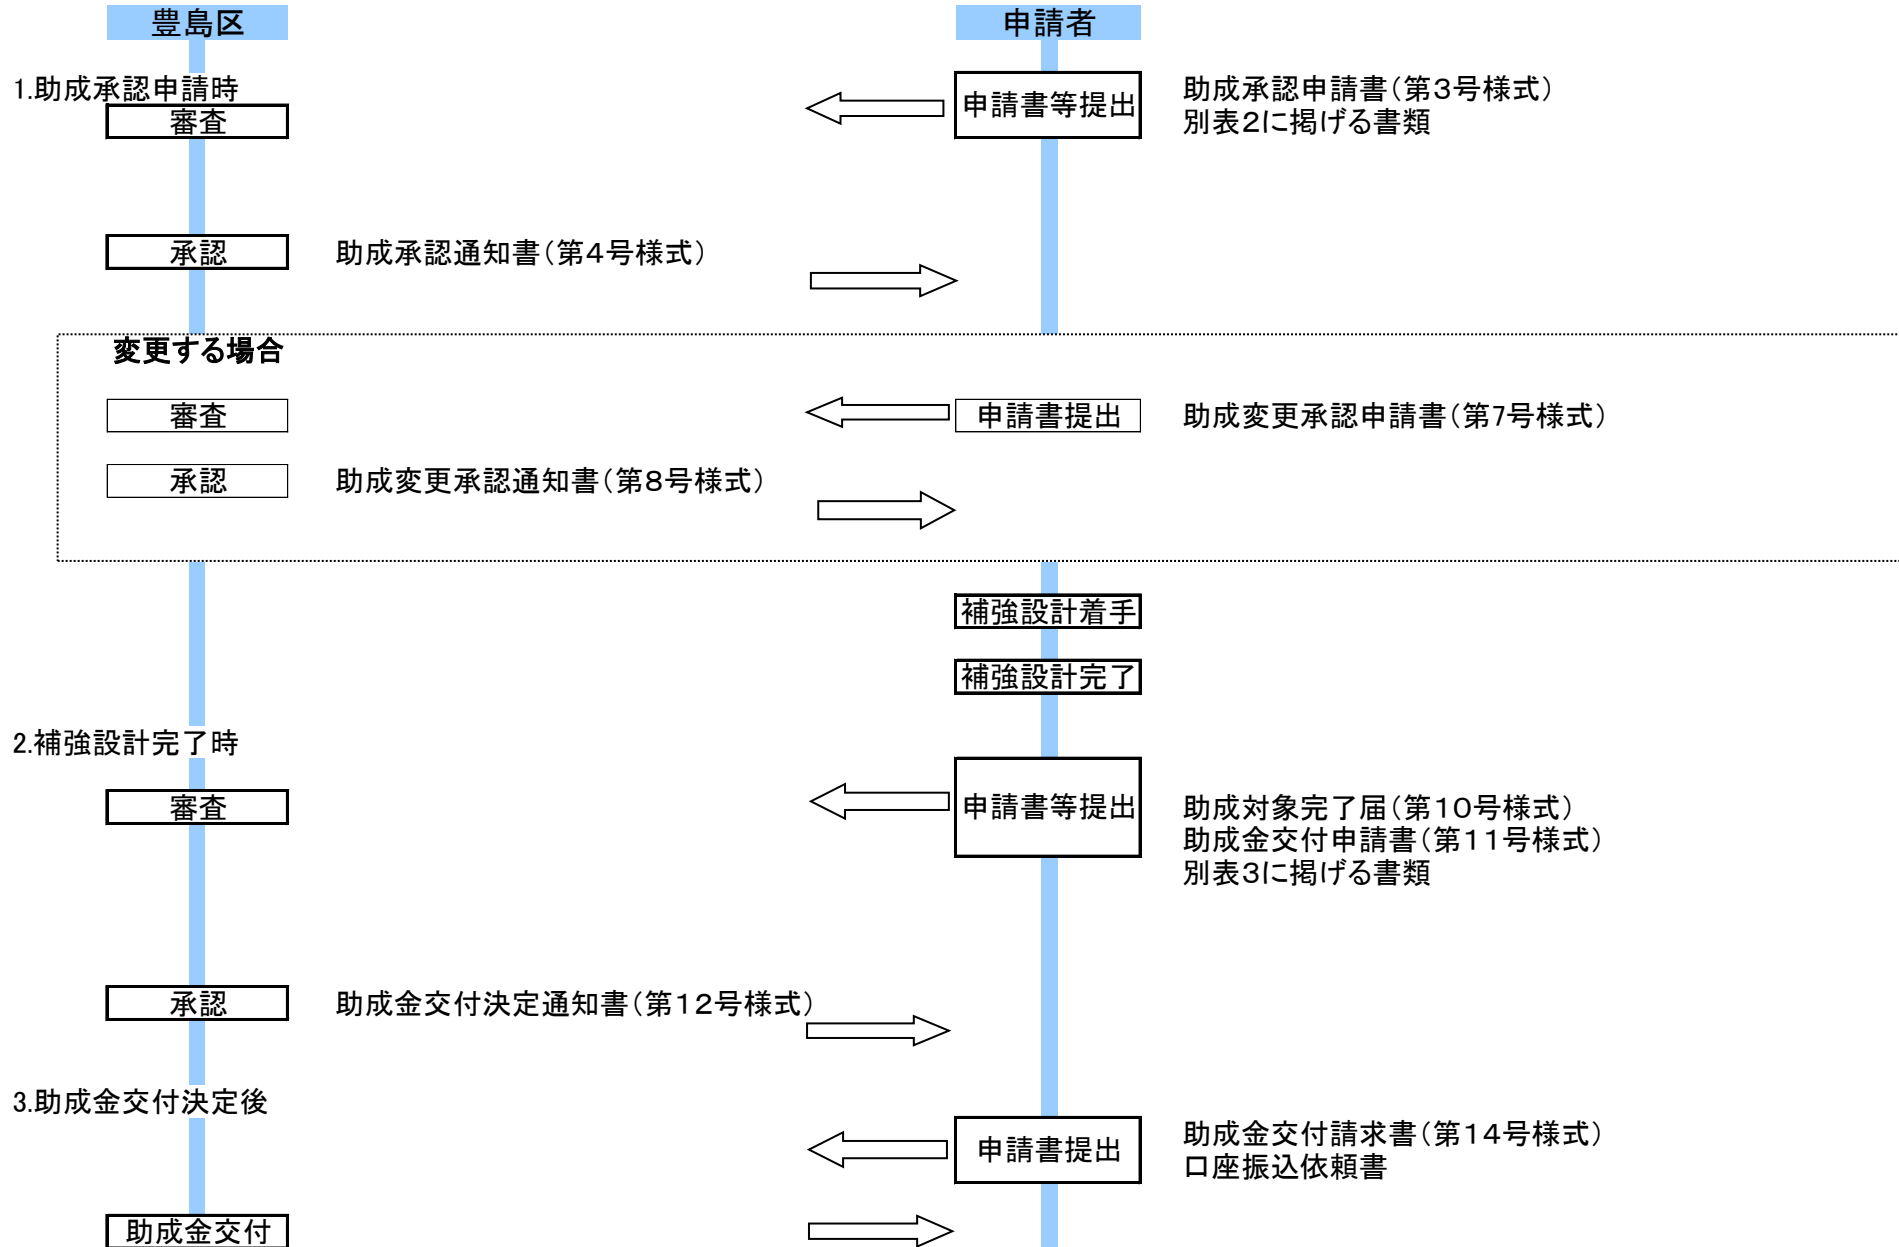 豊島区
申請者
1.助成承認申請時
申請書等提出
助成承認申請書(第3号様式)
別表2に掲げる書類
審査
承認
助成承認通知書(第4号様式)
変更する場合
審査
申請書提出
助成変更承認申請書(第7号様式)
承認
助成変更承認通知書(第8号様式)
補強設計着手
補強設計完了
2.補強設計完了時
審査
申請書等提出
助成対象完了届(第10号様式)
助成金交付申請書(第11号様式)
別表3に掲げる書類
承認
助成金交付決定通知書(第12号様式)
3.助成金交付決定後
申請書提出
助成金交付請求書(第14号様式)
口座振込依頼書
助成金交付